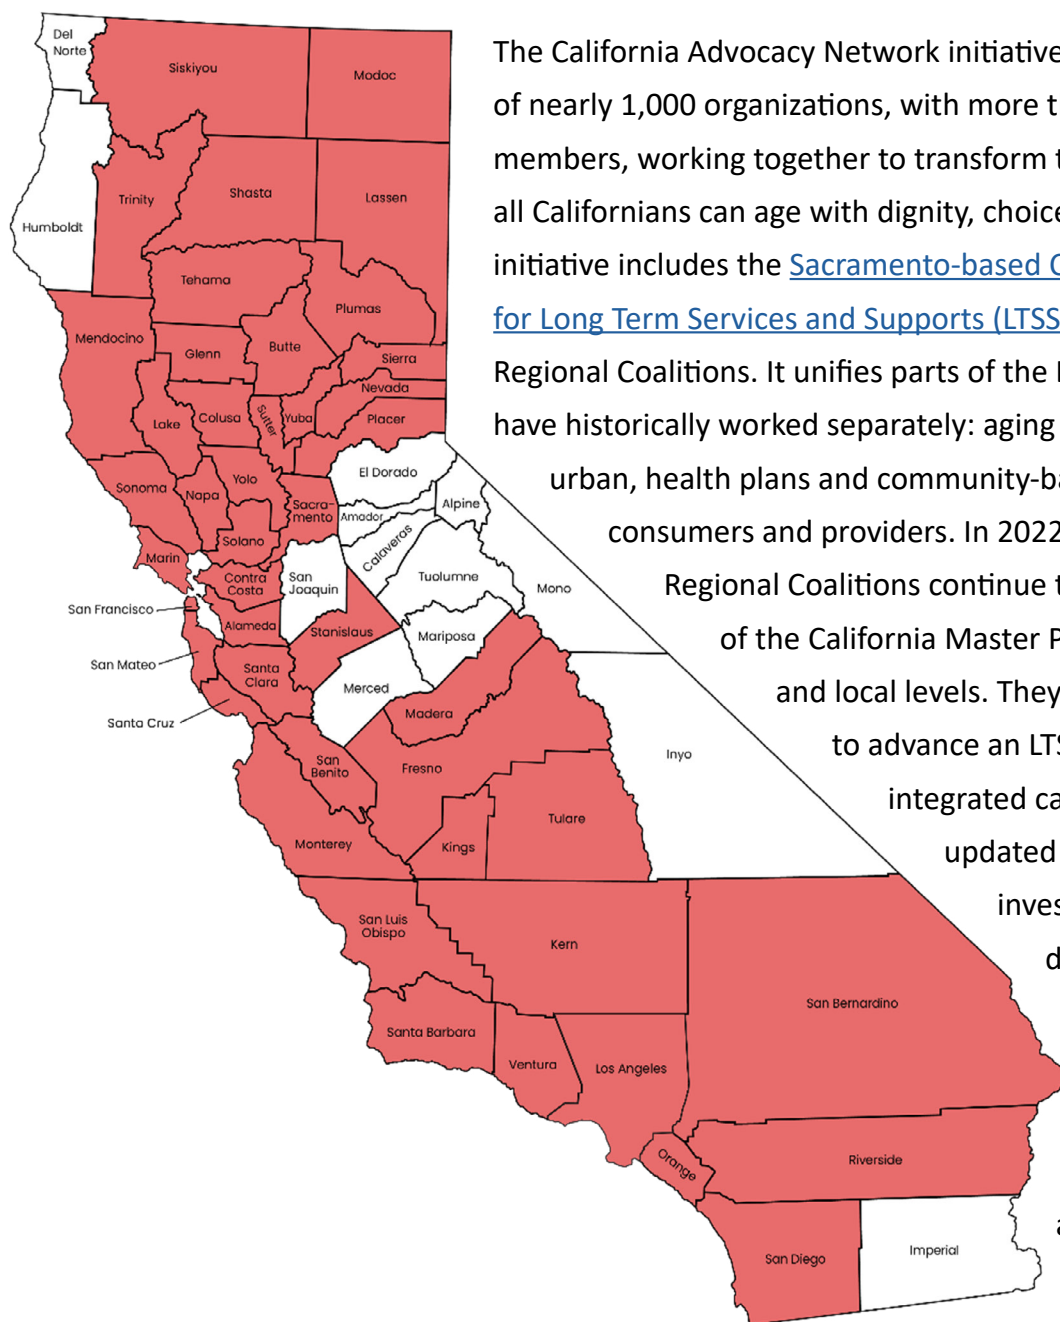 The California Advocacy Network initiative
of nearly 1,000 organizations, with more t
members, working together to transform t
all Californians can age with dignity, choice
initiative includes the Sacramento-based C
for Long Term Services and Supports (LTSS
Regional Coalitions. It unifies parts of the
have historically worked separately: aging
urban, health plans and community-ba
consumers and providers. In 2022
Regional Coalitions continue t
of the California Master P
and local levels. They
to advance an LTS
integrated ca
updated
inves
d
a
Del
Norte
Siskiyou
Modoc
Humboldt
Trinity
Shasta
Lassen
Tehama
Plumas
Mendocino
Glenn
Butte
Sierra
Nevada
Placer
Lake
Colusa
Sutter
Yuba
El Dorado
Sonoma
Napa
Yolo
Sacra-
mento
Amador
Alpine
Solano
Calaveras
Marin
Contra
Costa
San
Joaquin
Tuolumne
Mono
San Francisco
Alameda
Stanislaus
Mariposa
San Mateo
Santa
Clara
Merced
Santa Cruz
Madera
San
Benito
Fresno
Inyo
Monterey
Kings
Tulare
San Luis
Obispo
Kern
San Bernardino
Santa Barbara
Ventura
Los Angeles
Orange
Riverside
San Diego
Imperial